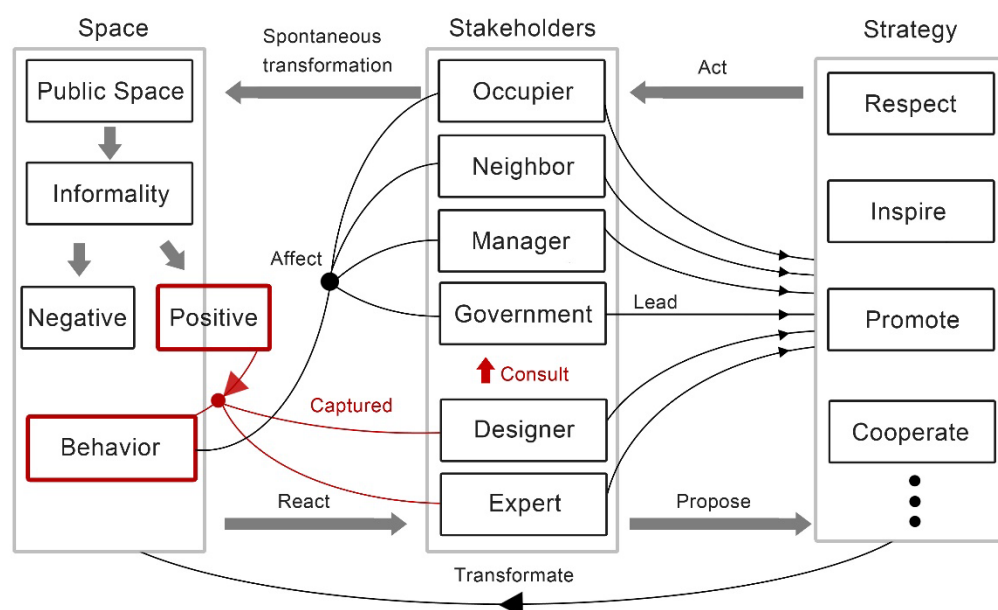 Space
Spontaneous
transformation
Stakeholders
Strategy
Public Space
Informality
Negative
Positive
Behavior
Affect
Captured
React
Occupier
Neighbor
Manager
Government
Consult
Designer
Expert
Act
Lead
Propose
Respect
Inspire
Promote
Cooperate
Transformate